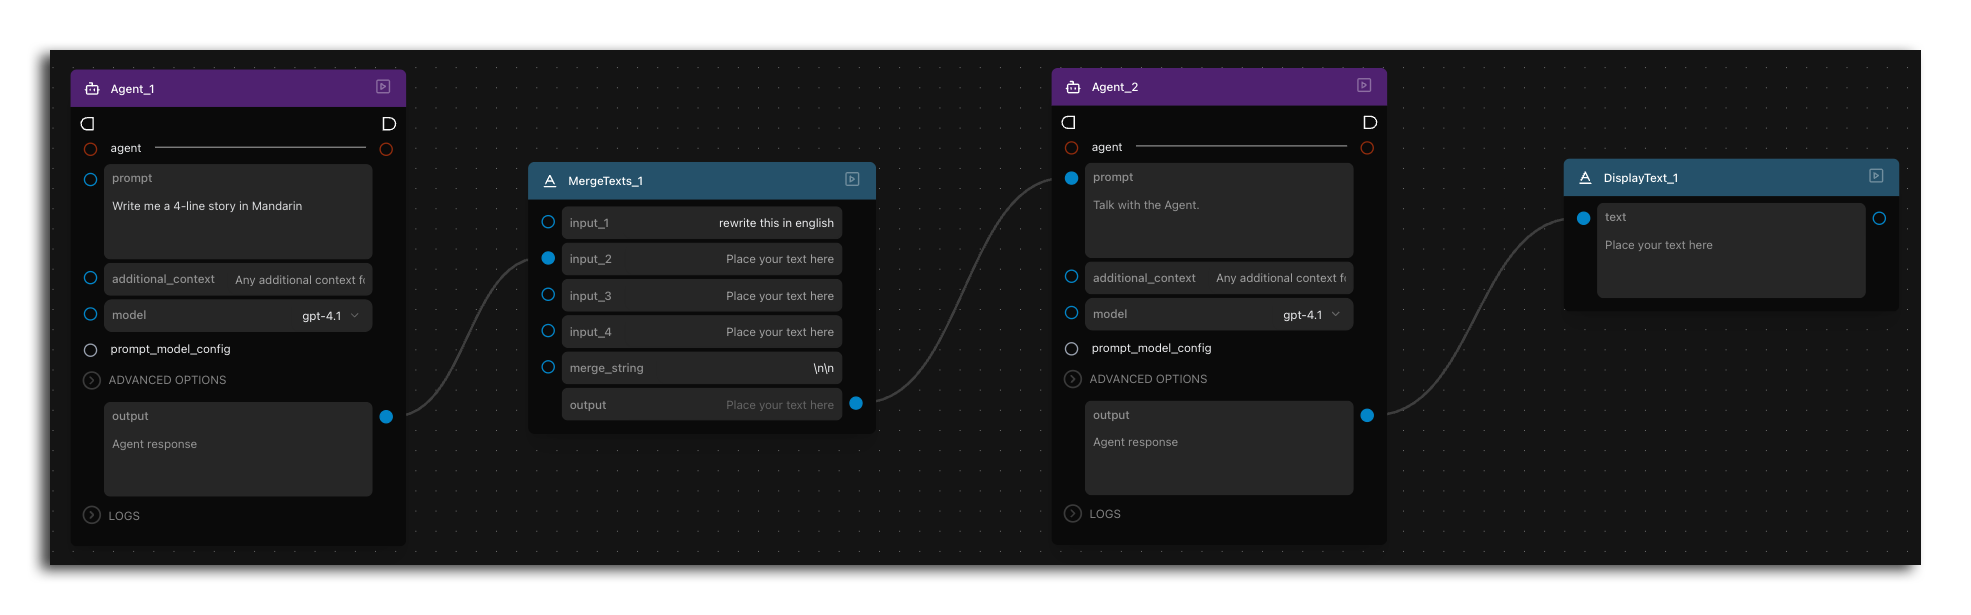 Agent_1
agent
prompt
Write me a 4-line story in Mandarin
additional_context Any additional context fo
model gpt-4.1
prompt_model_config
ADVANCED OPTIONS
output
Agent response
LOGS
MergeTexts_1
input_1 rewrite this in english
input_2 Place your text here
input_3 Place your text here
input_4 Place your text here
merge_string \n\n
output Place your text here
Agent_2
agent
prompt
Talk with the Agent.
additional_context Any additional context fo
model gpt-4.1
prompt_model_config
ADVANCED OPTIONS
output
Agent response
LOGS
DisplayText_1
text
Place your text here